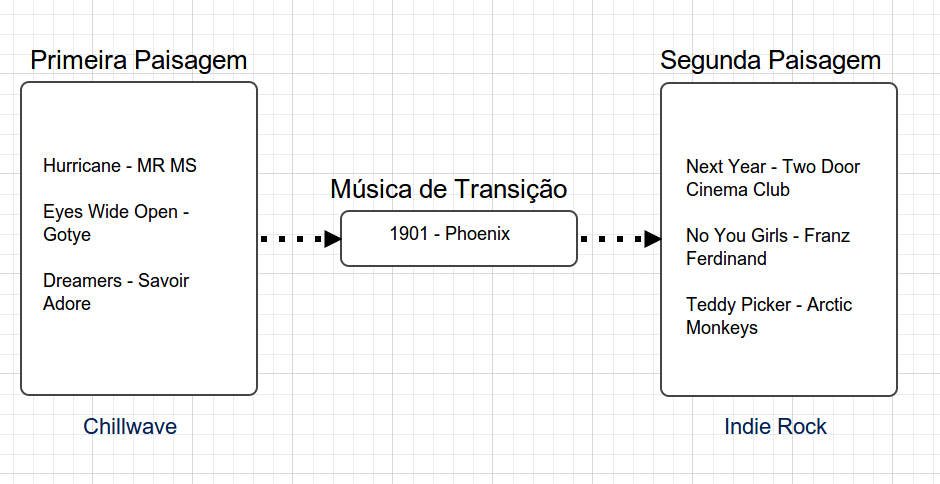 Primeira Paisagem
Hurricane - MR MS
Eyes Wide Open -
Gotye
Dreamers - Savoir
Adore
Chillwave
Música de Transição
1901 - Phoenix
Segunda Paisagem
Next Year - Two Door
Cinema Club
No You Girls - Franz
Ferdinand
Teddy Picker - Arctic
Monkeys
Indie Rock